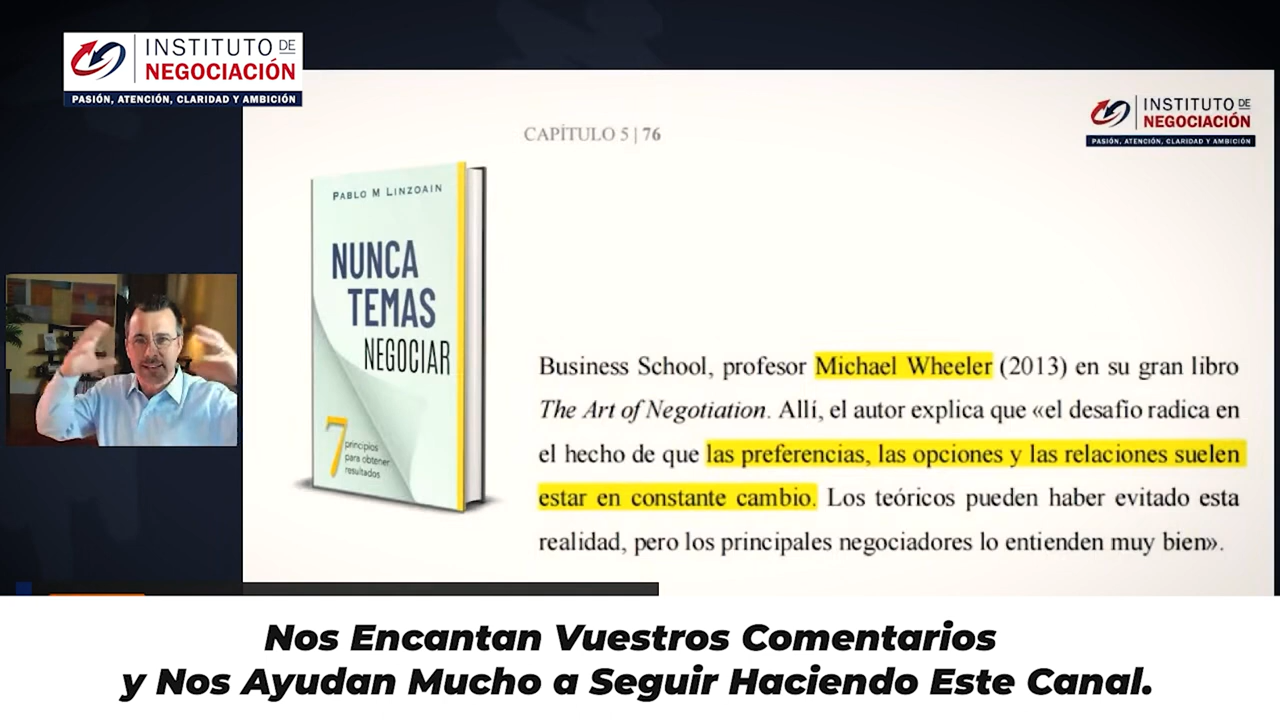 INSTITUTO DE
NEGOCIACIÓN
PASIÓN, ATENCIÓN, CLARIDAD Y AMBICIÓN
INSTITUTO DE
NEGOCIACIÓN
PASIÓN, ATENCIÓN, CLARIDAD Y AMBICIÓN
CAPÍTULO 5 | 76
PABLO M LINZOAIN
NUNCA
TEMAS
NEGOCIAR
7 principios
para obtener
resultados
Business School, profesor Michael Wheeler (2013) en su gran libro
The Art of Negotiation. Allí, el autor explica que «el desafío radica en
el hecho de que las preferencias, las opciones y las relaciones suelen
estar en constante cambio. Los teóricos pueden haber evitado esta
realidad, pero los principales negociadores lo entienden muy bien».
Nos Encantan Vuestros Comentarios
y Nos Ayudan Mucho a Seguir Haciendo Este Canal.